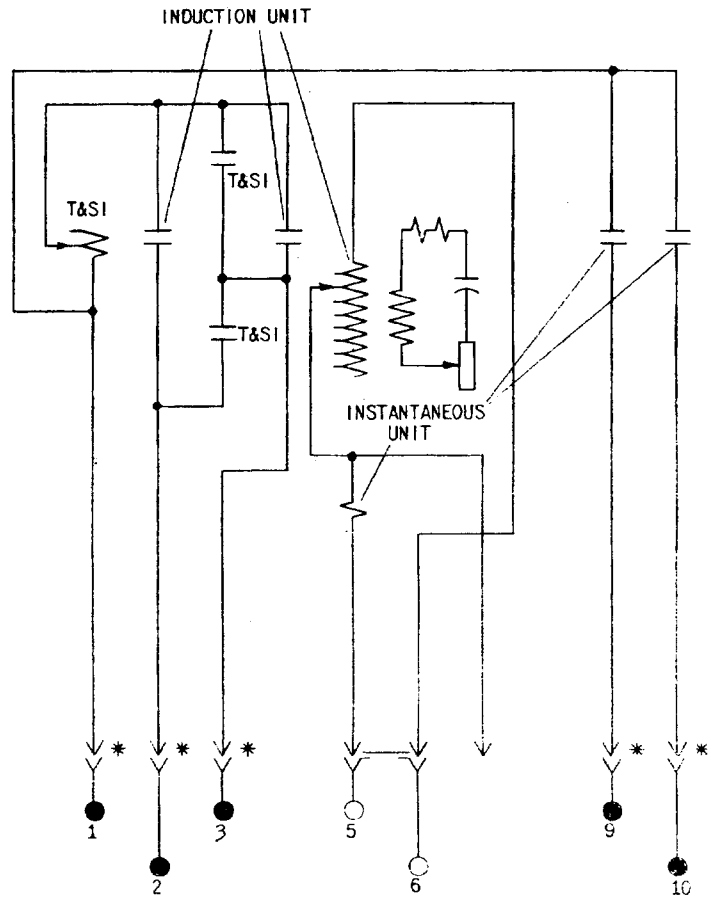 INDUCTION UNIT
T&SI
T&SI
T&SI
INSTANTANEOUS
UNIT
* * * * *
1 3 5 9
2 6 10